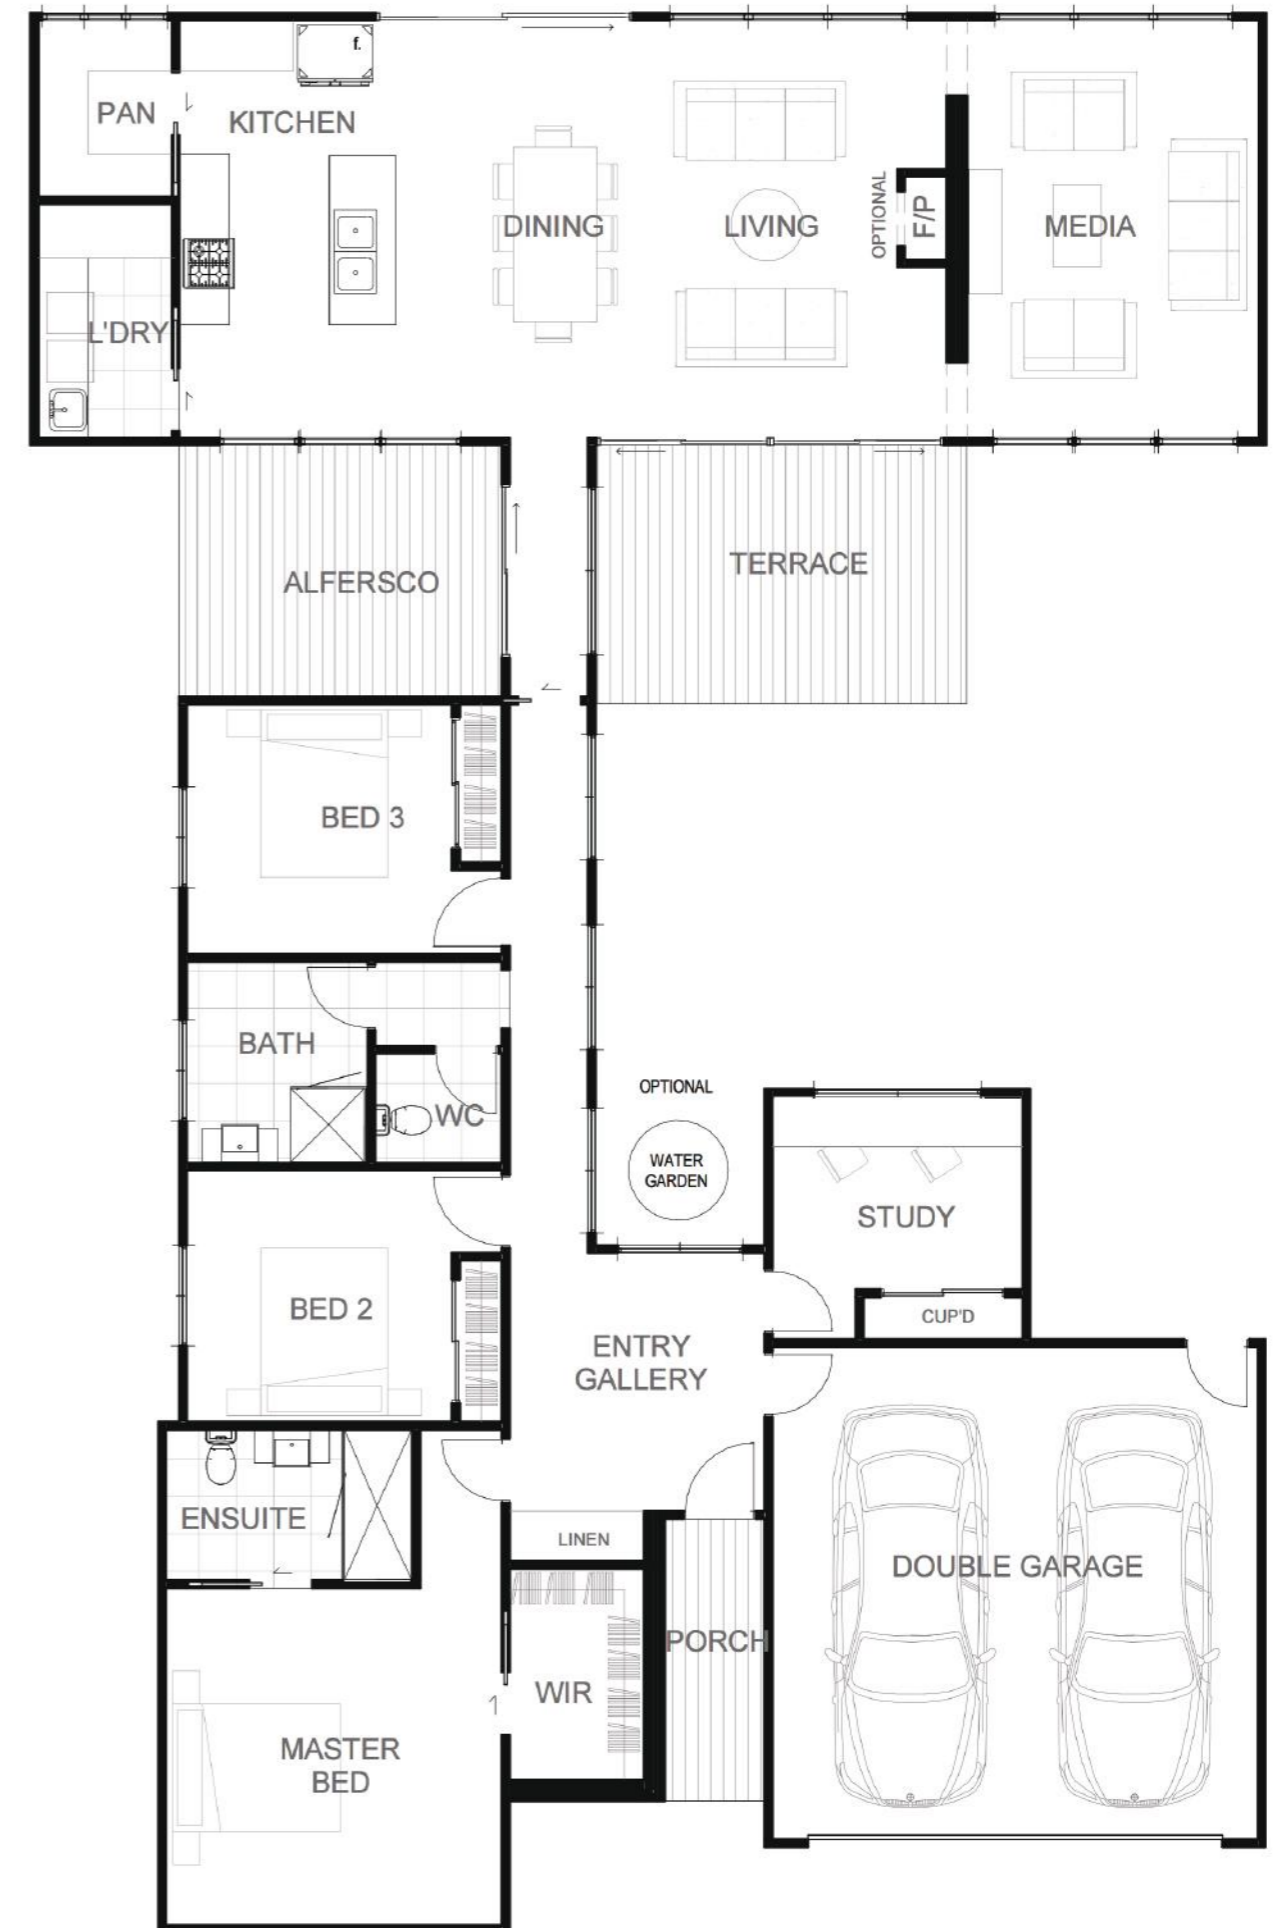 f.
PAN
KITCHEN
DINING
LIVING
OPTIONAL
F/P
MEDIA
L'DRY
ALFERSCO
TERRACE
BED 3
BATH
WC
OPTIONAL
WATER
GARDEN
STUDY
CUP'D
BED 2
ENTRY
GALLERY
ENSUITE
LINEN
DOUBLE GARAGE
PORCH
WIR
MASTER
BED